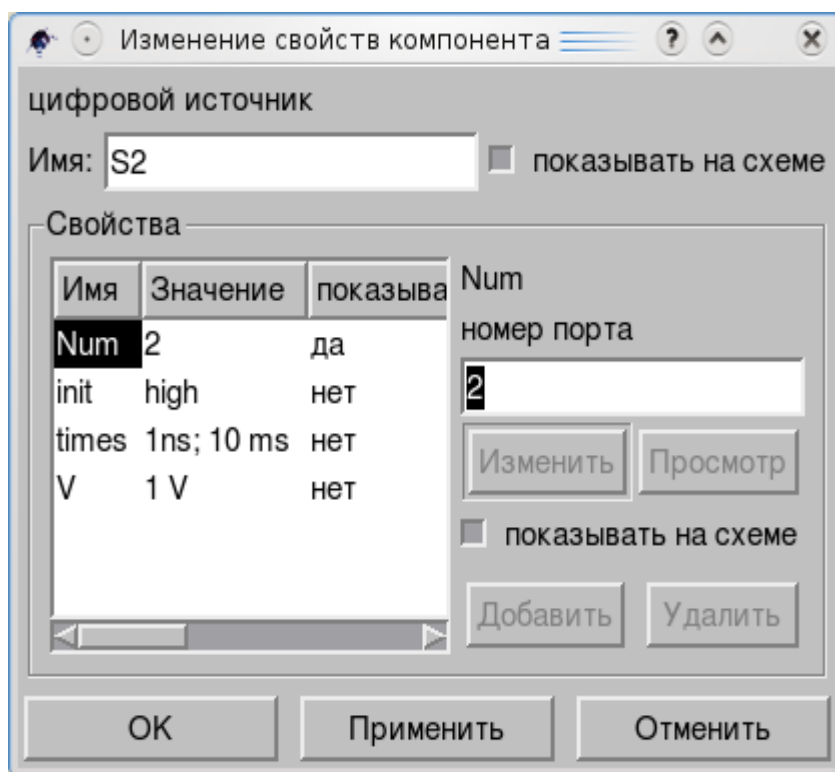 Изменение свойств компонента
цифровой источник
Имя: S2 показывать на схеме
Свойства
Имя Значение показыва
Num 2 да
init high нет
times 1ns; 10 ms нет
V 1 V нет
Num
номер порта
2
Изменить Просмотр
показывать на схеме
Добавить Удалить
OK Применить Отменить